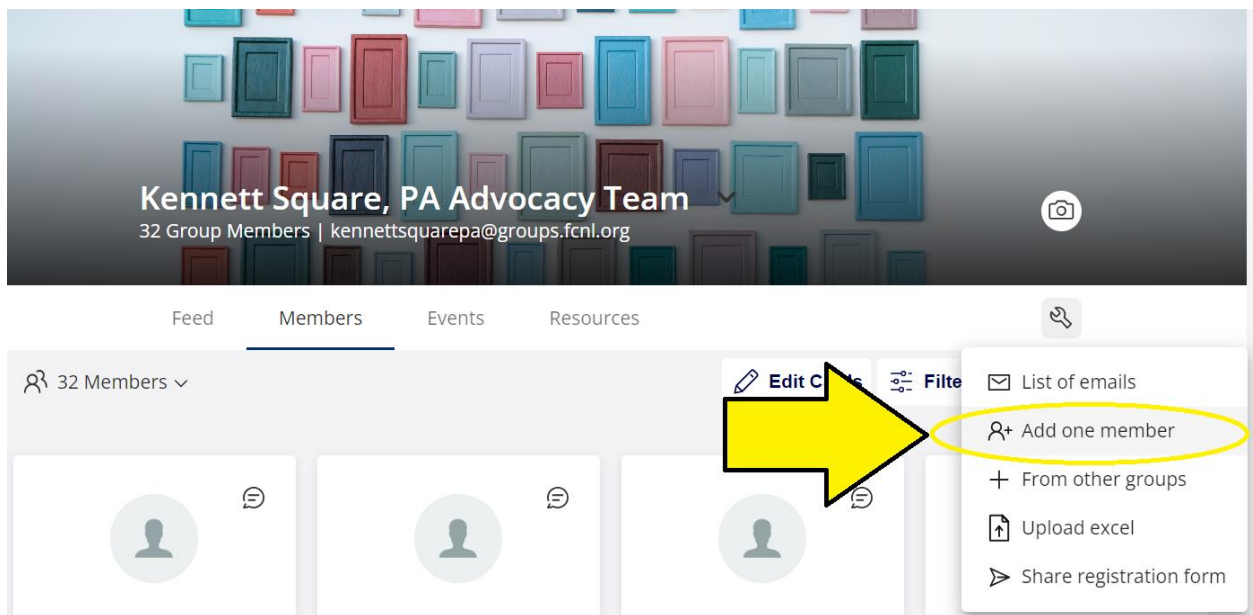 Kennett Square, PA Advocacy Team
32 Group Members | kennettsquarepa@groups.fcnl.org
Feed Members Events Resources
32 Members
Edit
List of emails
Add one member
From other groups
Upload excel
Share registration form